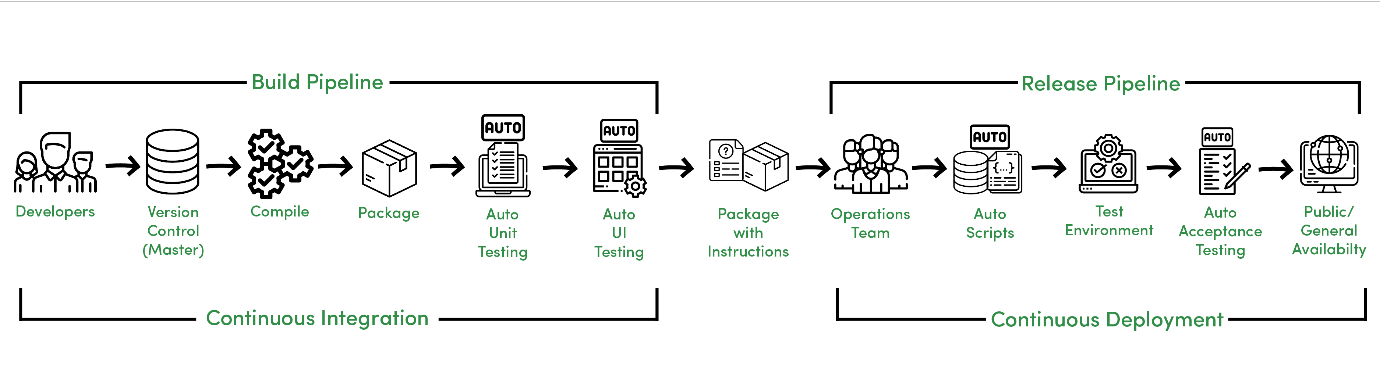 Build Pipeline
Release Pipeline
AUTO
AUTO
AUTO
AUTO
?
{...}
Developers
Version
Control
(Master)
Compile
Package
Auto
Unit
Testing
Auto
UI
Testing
Package
with
Instructions
Operations
Team
Auto
Scripts
Test
Environment
Auto
Acceptance
Testing
Public/
General
Availabilty
Continuous Integration
Continuous Deployment